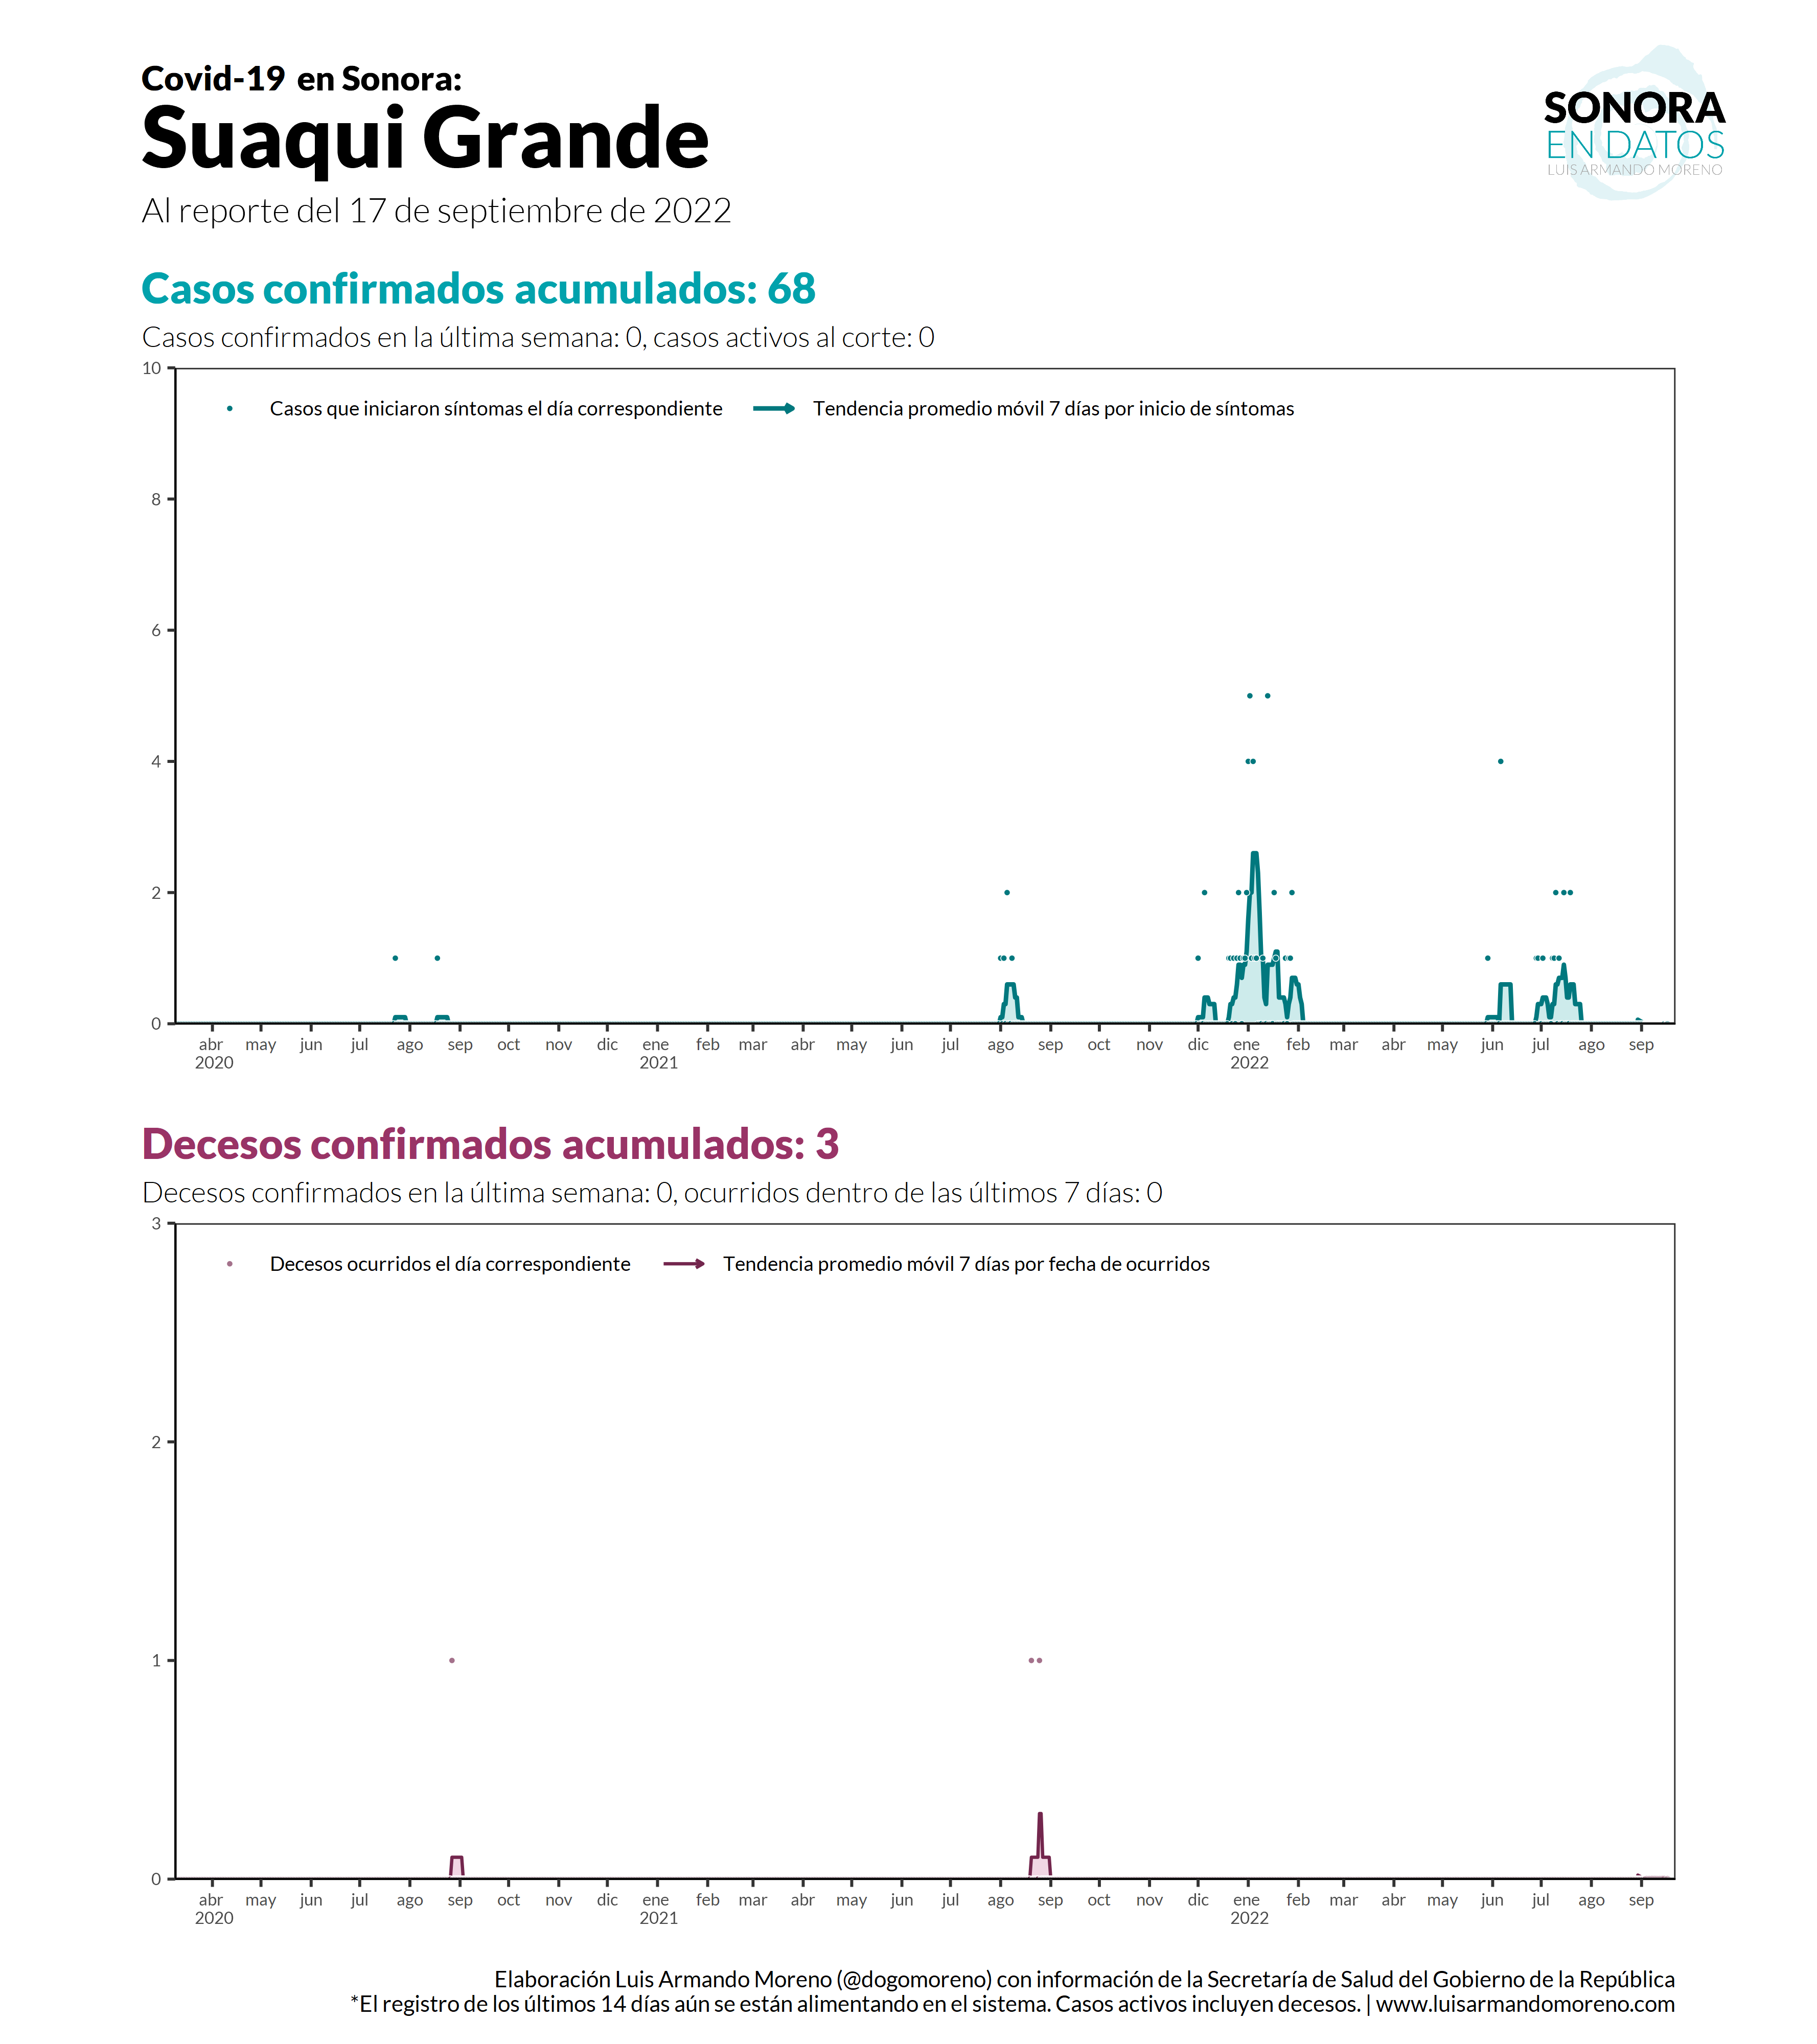 Covid-19 en Sonora:
Suaqui Grande
Al reporte del 17 de septiembre de 2022
SONORA
EN DATOS
LUIS ARMANDO MORENO
Casos confirmados acumulados: 68
Casos confirmados en la última semana: 0, casos activos al corte: 0
10
8
6
4
2
0
Casos que iniciaron síntomas el día correspondiente
Tendencia promedio móvil 7 días por inicio de síntomas
abr may jun jul ago sep oct nov dic ene feb mar abr may jun jul ago sep oct nov dic ene feb mar abr may jun jul ago sep
2020 2021 2022
Decesos confirmados acumulados: 3
Decesos confirmados en la última semana: 0, ocurridos dentro de las últimos 7 días: 0
3
2
1
0
Decesos ocurridos el día correspondiente
Tendencia promedio móvil 7 días por fecha de ocurridos
abr may jun jul ago sep oct nov dic ene feb mar abr may jun jul ago sep oct nov dic ene feb mar abr may jun jul ago sep
2020 2021 2022
Elaboración Luis Armando Moreno (@dogomoreno) con información de la Secretaría de Salud del Gobierno de la República
*El registro de los últimos 14 días aún se están alimentando en el sistema. Casos activos incluyen decesos. | www.luisarmandomoreno.com